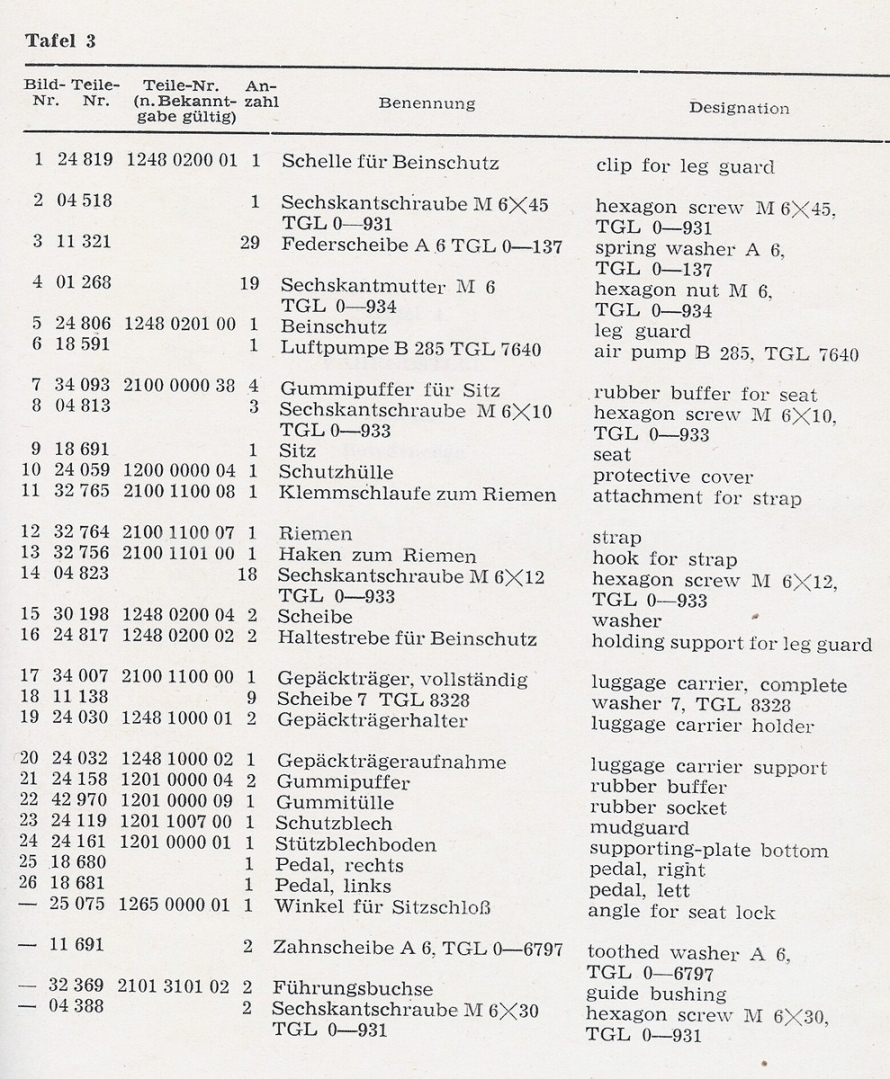 Tafel 3
Bild- Teile- Teile-Nr. An-
Nr. Nr. (n. Bekannt- zahl Benennung Designation
gabe gültig)
1 24 819 1248 0200 01 1 Schelle für Beinschutz clip for leg guard
2 04 518 1 Sechskantschraube M 6×45 hexagon screw M 6×45,
TGL 0—931 TGL 0—931
3 11 321 29 Federscheibe A 6 TGL 0—137 spring washer A 6,
TGL 0—137
4 01 268 19 Sechskantmutter M 6 hexagon nut M 6,
TGL 0—934 TGL 0—934
5 24 806 1248 0201 00 1 Beinschutz leg guard
6 18 591 1 Luftpumpe B 285 TGL 7640 air pump B 285, TGL 7640
7 34 093 2100 0000 38 4 Gummipuffer für Sitz rubber buffer for seat
8 04 813 3 Sechskantschraube M 6×10 hexagon screw M 6×10,
TGL 0—933 TGL 0—933
9 18 691 1 Sitz seat
10 24 059 1200 0000 04 1 Schutzhülle protective cover
11 32 765 2100 1100 08 1 Klemmschlaufe zum Riemen attachment for strap
12 32 764 2100 1100 07 1 Riemen strap
13 32 756 2100 1101 00 1 Haken zum Riemen hook for strap
14 04 823 18 Sechskantschraube M 6×12 hexagon screw M 6×12,
TGL 0—933 TGL 0—933
15 30 198 1248 0200 04 2 Scheibe washer
16 24 817 1248 0200 02 2 Haltestrebe für Beinschutz holding support for leg guard
17 34 007 2100 1100 00 1 Gepäckträger, vollständig luggage carrier, complete
18 11 138 9 Scheibe 7 TGL 8328 washer 7, TGL 8328
19 24 030 1248 1000 01 2 Gepäckträgerhalter luggage carrier holder
20 24 032 1248 1000 02 1 Gepäckträgeraufnahme luggage carrier support
21 24 158 1201 0000 04 2 Gummipuffer rubber buffer
22 42 970 1201 0000 09 1 Gummitülle rubber socket
23 24 119 1201 1007 00 1 Schutzblech mudguard
24 24 161 1201 0000 01 1 Stützblechboden supporting-plate bottom
25 18 680 1 Pedal, rechts pedal, right
26 18 681 1 Pedal, links pedal, lett
— 25 075 1265 0000 01 1 Winkel für Sitzschloß angle for seat lock
— 11 691 2 Zahnscheibe A 6, TGL 0—6797 toothed washer A 6,
TGL 0—6797
— 32 369 2101 3101 02 2 Führungsbuchse guide bushing
— 04 388 2 Sechskantschraube M 6×30 hexagon screw M 6×30,
TGL 0—931 TGL 0—931